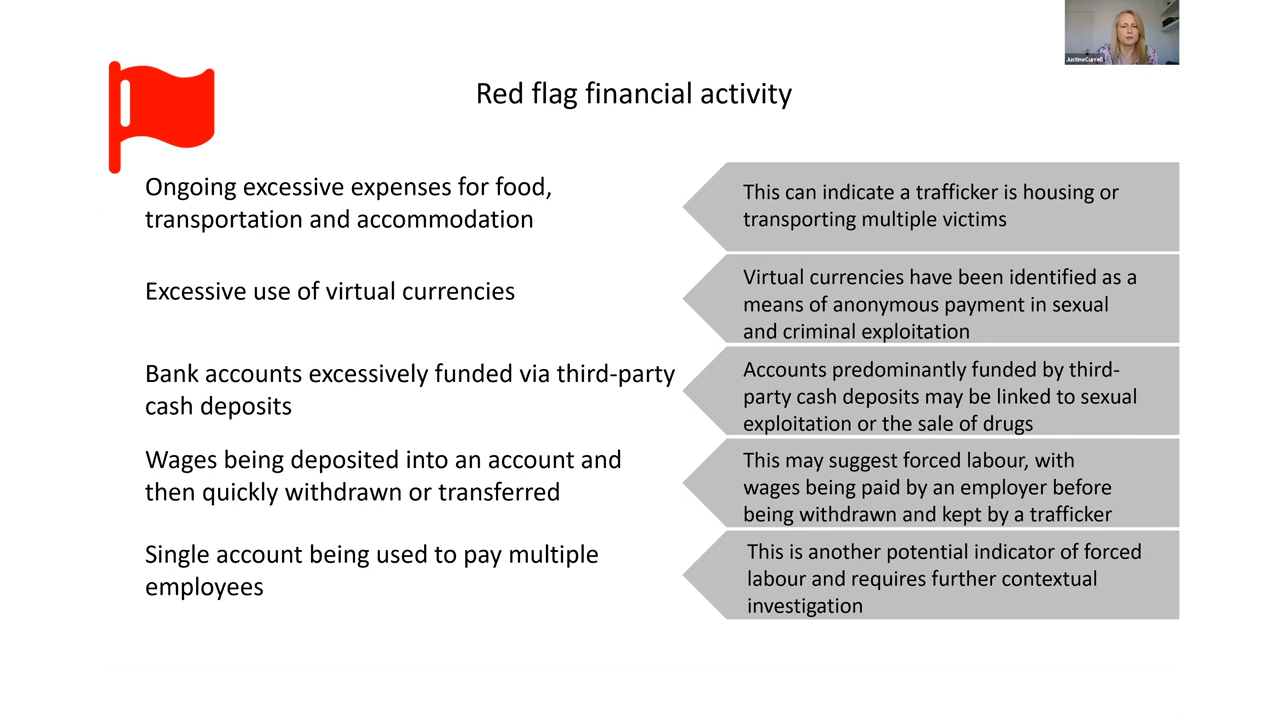 JustineCurrell
Red flag financial activity
Ongoing excessive expenses for food,
transportation and accommodation
This can indicate a trafficker is housing or
transporting multiple victims
Excessive use of virtual currencies
Virtual currencies have been identified as a
means of anonymous payment in sexual
and criminal exploitation
Bank accounts excessively funded via third-party
cash deposits
Accounts predominantly funded by third-
party cash deposits may be linked to sexual
exploitation or the sale of drugs
Wages being deposited into an account and
then quickly withdrawn or transferred
This may suggest forced labour, with
wages being paid by an employer before
being withdrawn and kept by a trafficker
Single account being used to pay multiple
employees
This is another potential indicator of forced
labour and requires further contextual
investigation